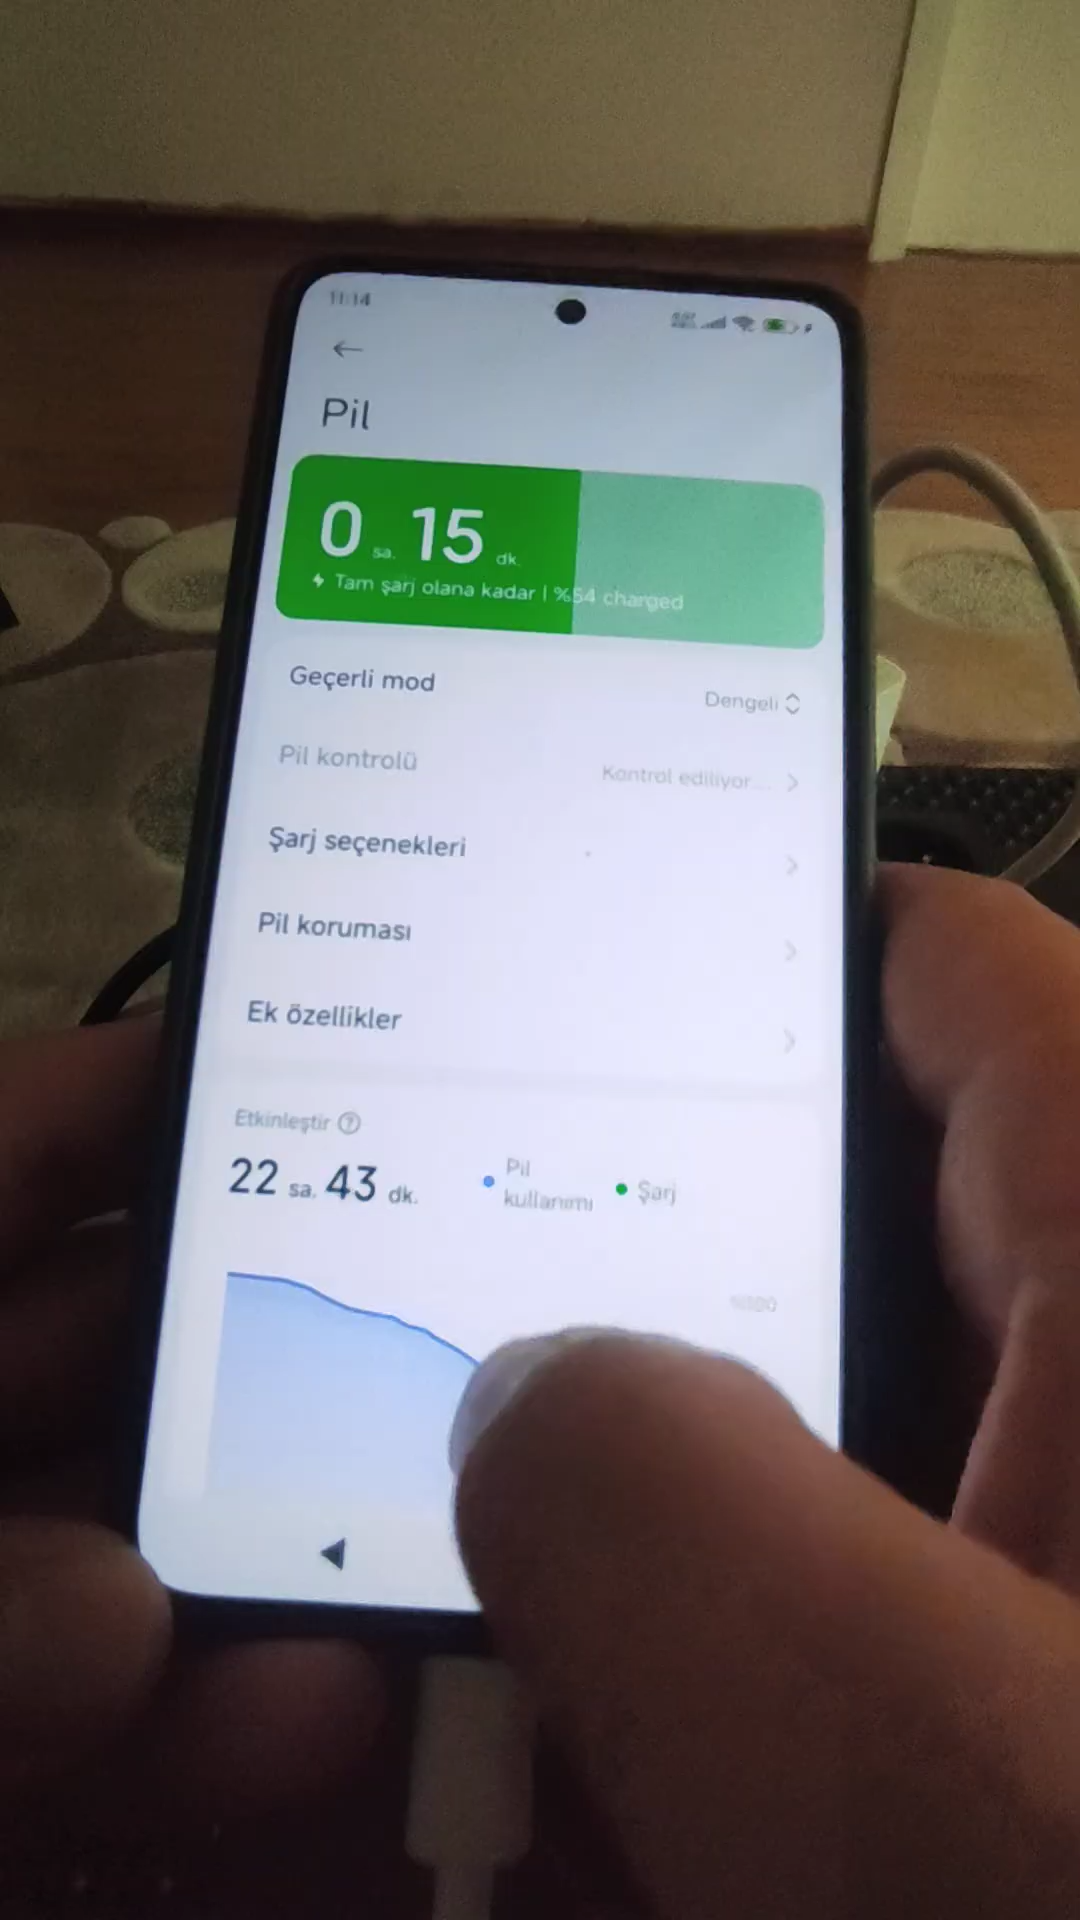 11:14
Pil
0 sa. 15 dk.
Tam şarj olana kadar | %54 charged
Geçerli mod
Dengeli
Pil kontrolü
Kontrol ediliyor...
Şarj seçenekleri
Pil koruması
Ek özellikler
Etkinleştir ?
22 sa. 43 dk.
Pil
kullanımı
Şarj
%100